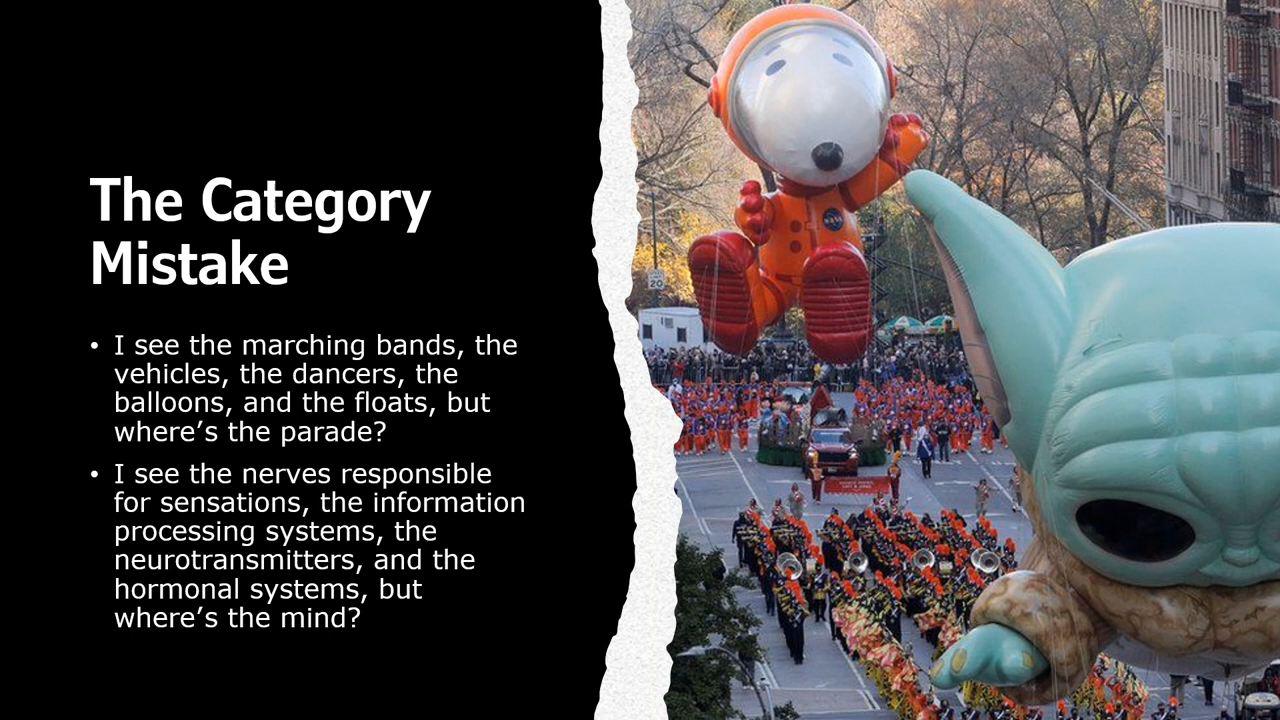 The Category
Mistake
• I see the marching bands, the
vehicles, the dancers, the
balloons, and the floats, but
where’s the parade?
• I see the nerves responsible
for sensations, the information
processing systems, the
neurotransmitters, and the
hormonal systems, but
where’s the mind?
20